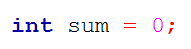 int sum = 0;